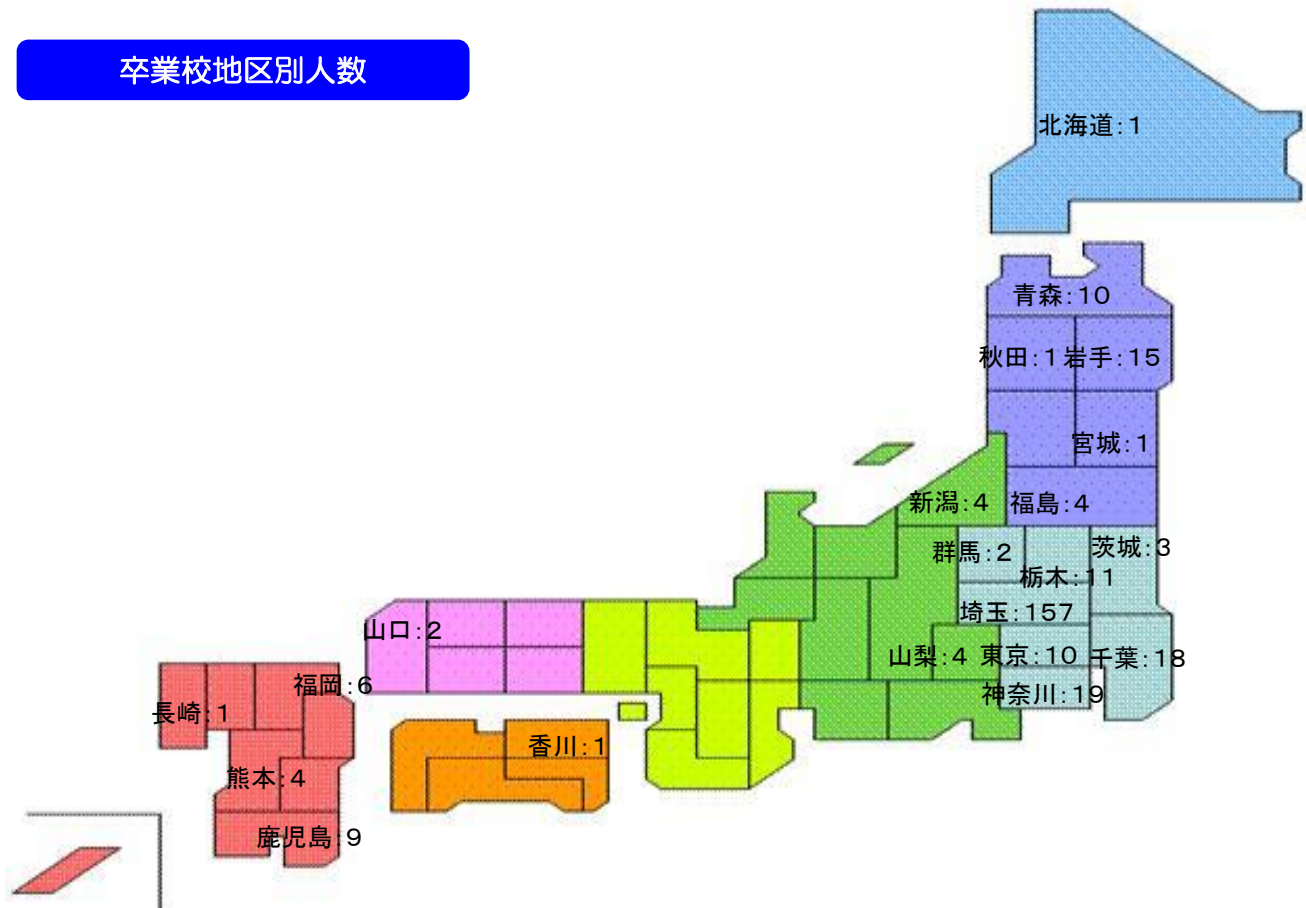 卒業校地区別人数
北海道:1
青森:10
秋田:1
岩手:15
宮城:1
新潟:4
福島:4
群馬:2
茨城:3
栃木:11
埼玉:157
山口:2
山梨:4
東京:10
千葉:18
福岡:6
神奈川:19
長崎:1
香川:1
熊本:4
鹿児島:9